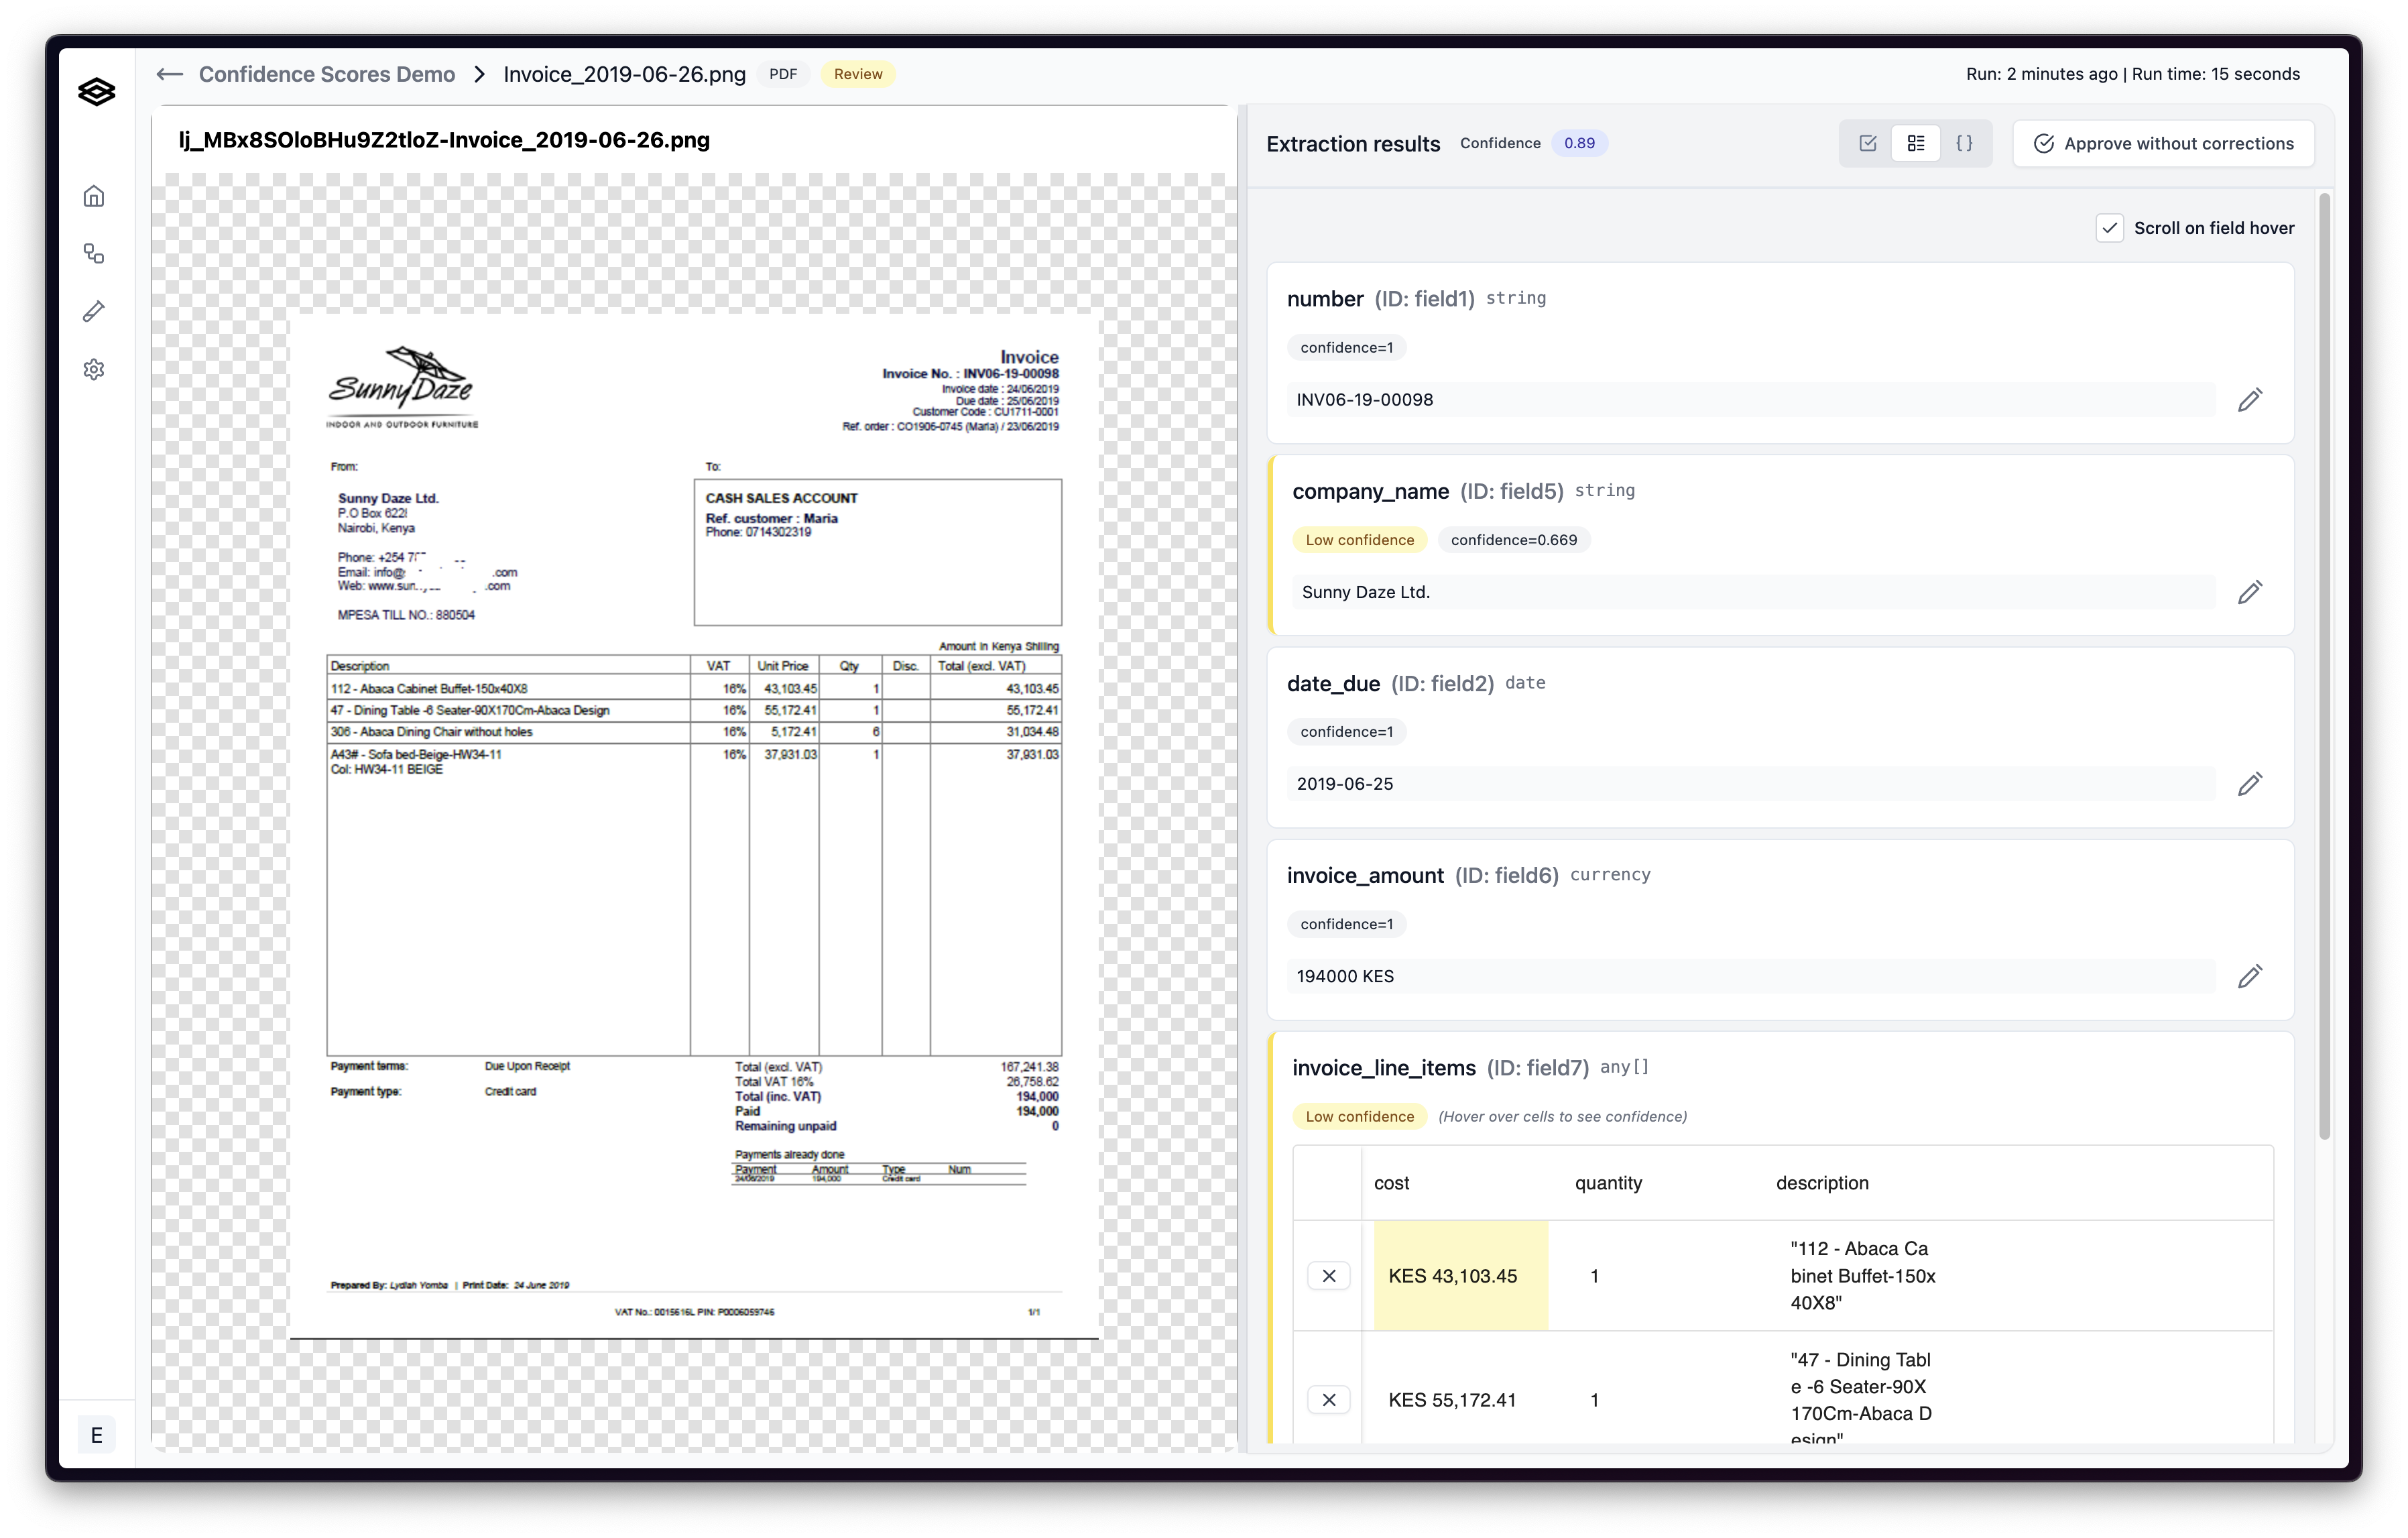 Confidence Scores Demo > Invoice_2019-06-26.png PDF Review
Run: 2 minutes ago | Run time: 15 seconds
lj_MBx8SOloBHu9Z2tloZ-Invoice_2019-06-26.png
Sunny Daze
INDOOR AND OUTDOOR FURNITURE
Invoice
Invoice No. : INV06-19-00098
Invoice date : 24/06/2019
Due date : 25/06/2019
Customer Code : CU1711-0001
Ref. order : CO1906-0745 (Maria) / 23/06/2019
From:
Sunny Daze Ltd.
P.O Box
Nairobi, Kenya
Phone: +254
Email: info@ .com
Web: .com
MPESA TILL NO.: 880504
To:
CASH SALES ACCOUNT
Ref. customer : Maria
Phone: 0714302319
Amount in Kenya Shilling
Description VAT Unit Price Qty Disc. Total (excl. VAT)
112 - Abaca Cabinet Buffet-150x40X8 16% 43,103.45 1 43,103.45
47 - Dining Table -6 Seater-90X170Cm-Abaca Design 16% 55,172.41 1 55,172.41
306 - Abaca Dining Chair without holes 16% 5,172.41 6 31,034.48
A43# - Sofa bed-Beige-HW34-11 16% 37,931.03 1 37,931.03
Col: HW34-11 BEIGE
Payment terms: Due Upon Receipt
Payment type: Credit card
Total (excl. VAT) 167,241.38
Total VAT 16% 26,758.62
Total (inc. VAT) 194,000
Paid 194,000
Remaining unpaid 0
Payments already done
Payment Amount Type Num
24/06/2019 194,000 Credit card
Prepared By: Lydiah Yomba | Print Date: 24 June 2019
VAT No.: 0015616L PIN: P0006059746
1/1
E
Extraction results Confidence 0.89
{ } Approve without corrections
Scroll on field hover
number (ID: field1) string
confidence=1
INV06-19-00098
company_name (ID: field5) string
Low confidence confidence=0.669
Sunny Daze Ltd.
date_due (ID: field2) date
confidence=1
2019-06-25
invoice_amount (ID: field6) currency
confidence=1
194000 KES
invoice_line_items (ID: field7) any[]
Low confidence (Hover over cells to see confidence)
cost quantity description
KES 43,103.45 1 "112 - Abaca Ca
binet Buffet-150x
40X8"
KES 55,172.41 1 "47 - Dining Tabl
e -6 Seater-90X
170Cm-Abaca D
esign"